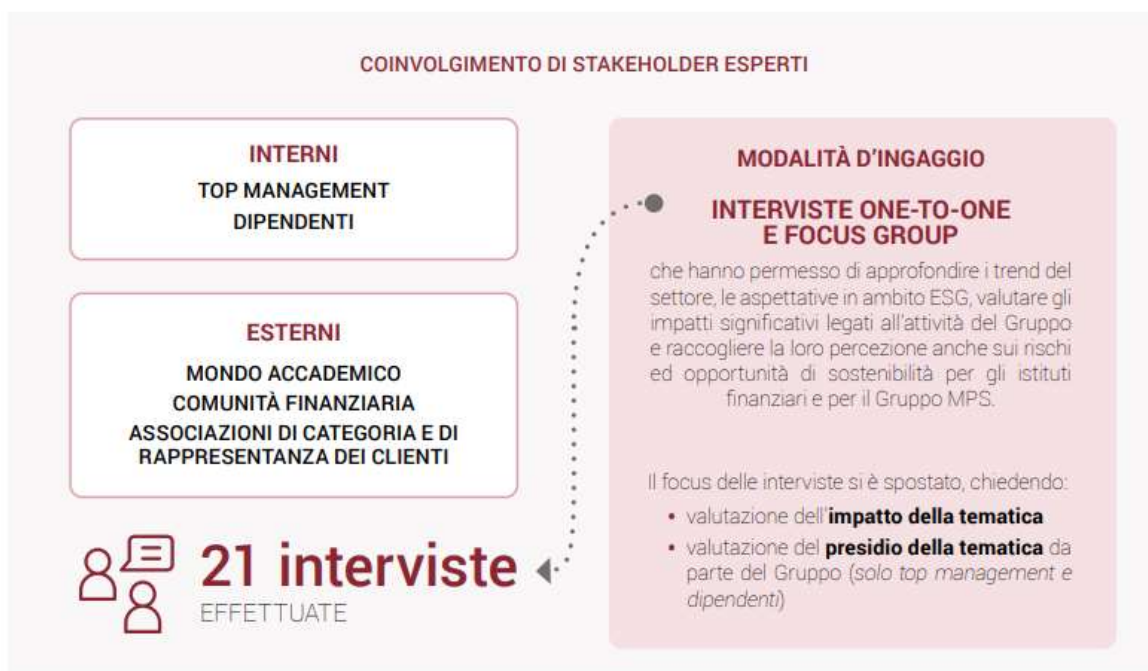 COINVOLGIMENTO DI STAKEHOLDER ESPERTI
INTERNI
TOP MANAGEMENT
DIPENDENTI
ESTERNI
MONDO ACCADEMICO
COMUNITÀ FINANZIARIA
ASSOCIAZIONI DI CATEGORIA E DI
RAPPRESENTANZA DEI CLIENTI
21 interviste
EFFETTUATE
MODALITÀ D'INGAGGIO
INTERVISTE ONE-TO-ONE
E FOCUS GROUP
che hanno permesso di approfondire i trend del
settore, le aspettative in ambito ESG, valutare gli
impatti significativi legati all'attività del Gruppo
e raccogliere la loro percezione anche sui rischi
ed opportunità di sostenibilità per gli istituti
finanziari e per il Gruppo MPS.
Il focus delle interviste si è spostato, chiedendo:
• valutazione dell'impatto della tematica
• valutazione del presidio della tematica da
parte del Gruppo (solo top management e
dipendenti)